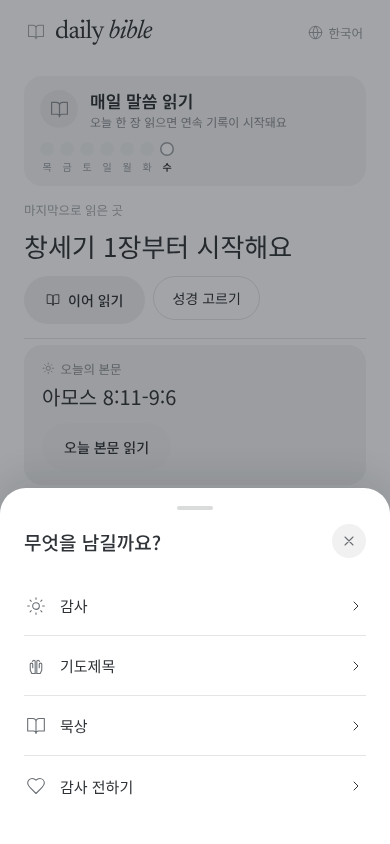 daily bible
한국어
매일 말씀 읽기
오늘 한 장 읽으면 연속 기록이 시작돼요
목 금 토 일 월 화 수
마지막으로 읽은 곳
창세기 1장부터 시작해요
이어 읽기
성경 고르기
오늘의 본문
아모스 8:11-9:6
오늘 본문 읽기
무엇을 남길까요?
감사
기도제목
묵상
감사 전하기